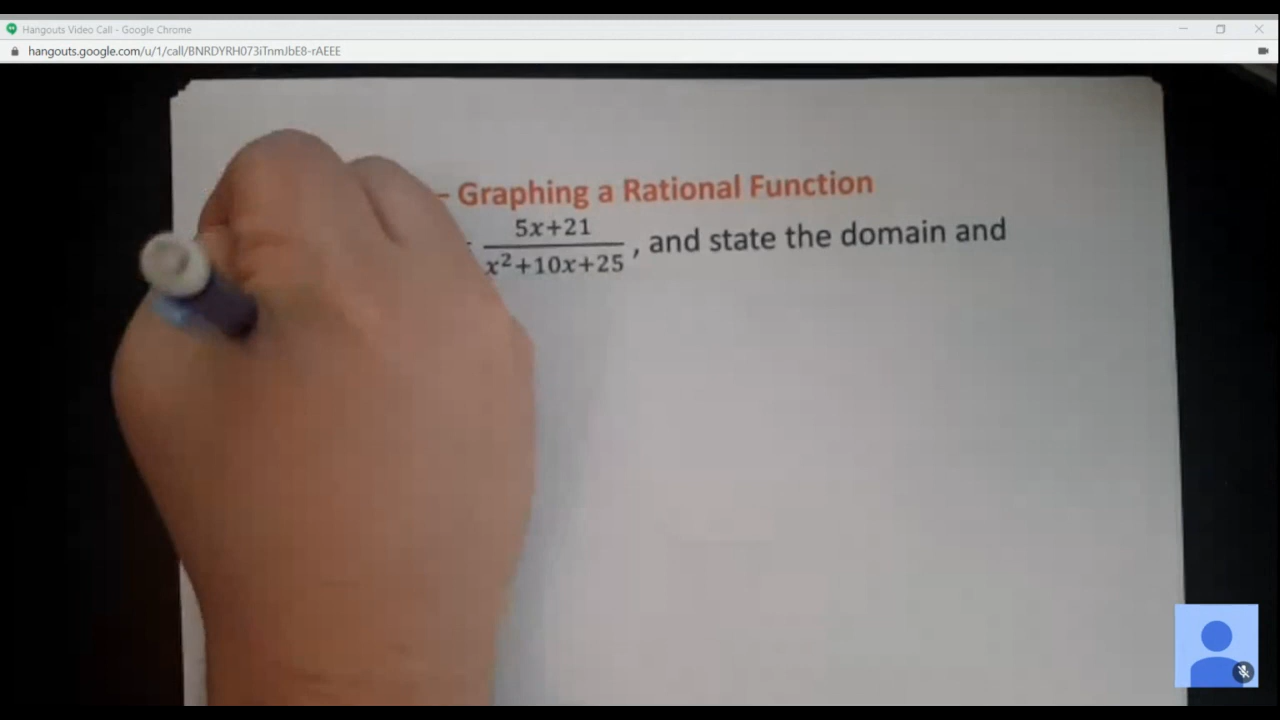 Hangouts Video Call - Google Chrome
hangouts.google.com/u/1/call/BNRDYRH073iTnmJbE8-rAEEE
– Graphing a Rational Function
5x+21
x²+10x+25
, and state the domain and